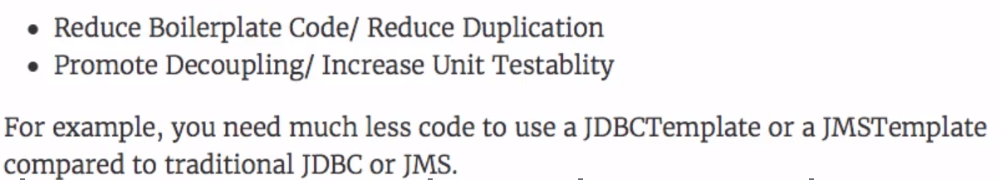 • Reduce Boilerplate Code/ Reduce Duplication
• Promote Decoupling/ Increase Unit Testablity
For example, you need much less code to use a JDBCTemplate or a JMSTemplate
compared to traditional JDBC or JMS.